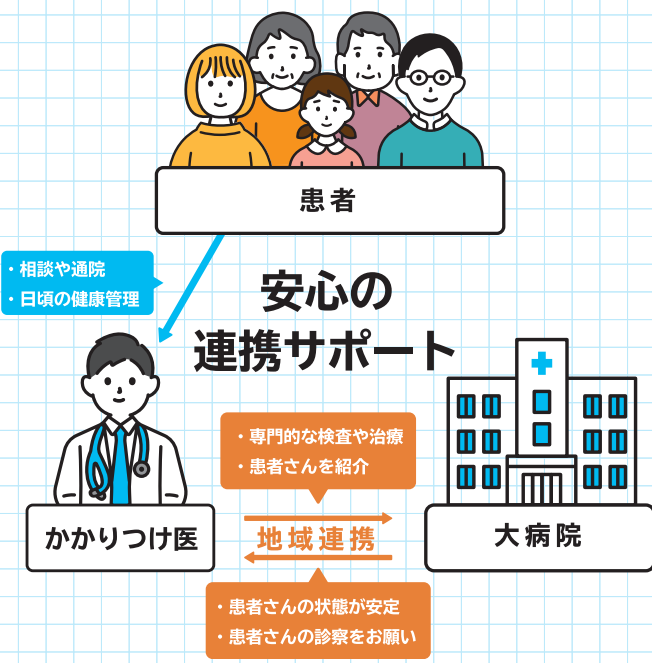 患者
・相談や通院
・日頃の健康管理
安心の
連携サポート
・専門的な検査や治療
・患者さんを紹介
かかりつけ医
地域連携
大病院
・患者さんの状態が安定
・患者さんの診察をお願い